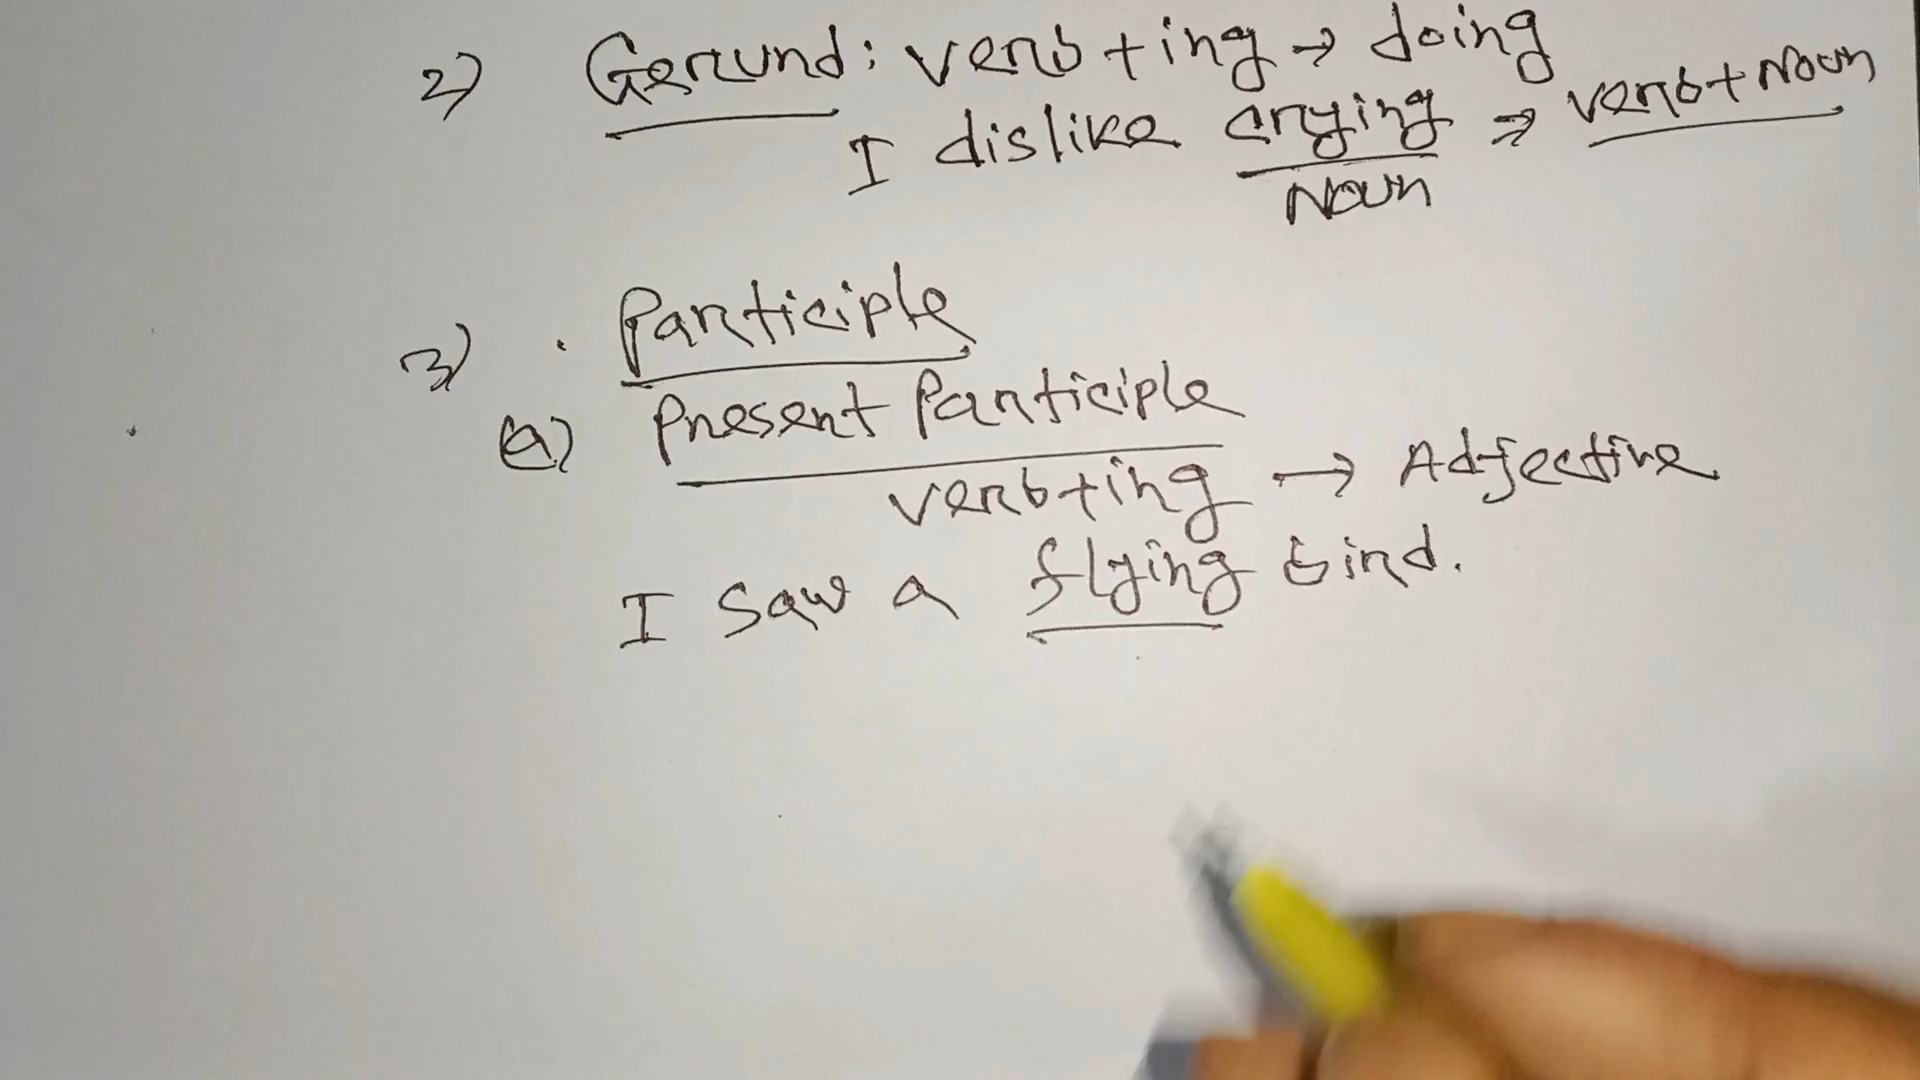 2) Gerund: verb + ing → doing
I dislike crying ⇒ verb + Noun
Noun
3) Participle
(a) Present Participle
verb + ing → Adjective
I saw a flying bird.